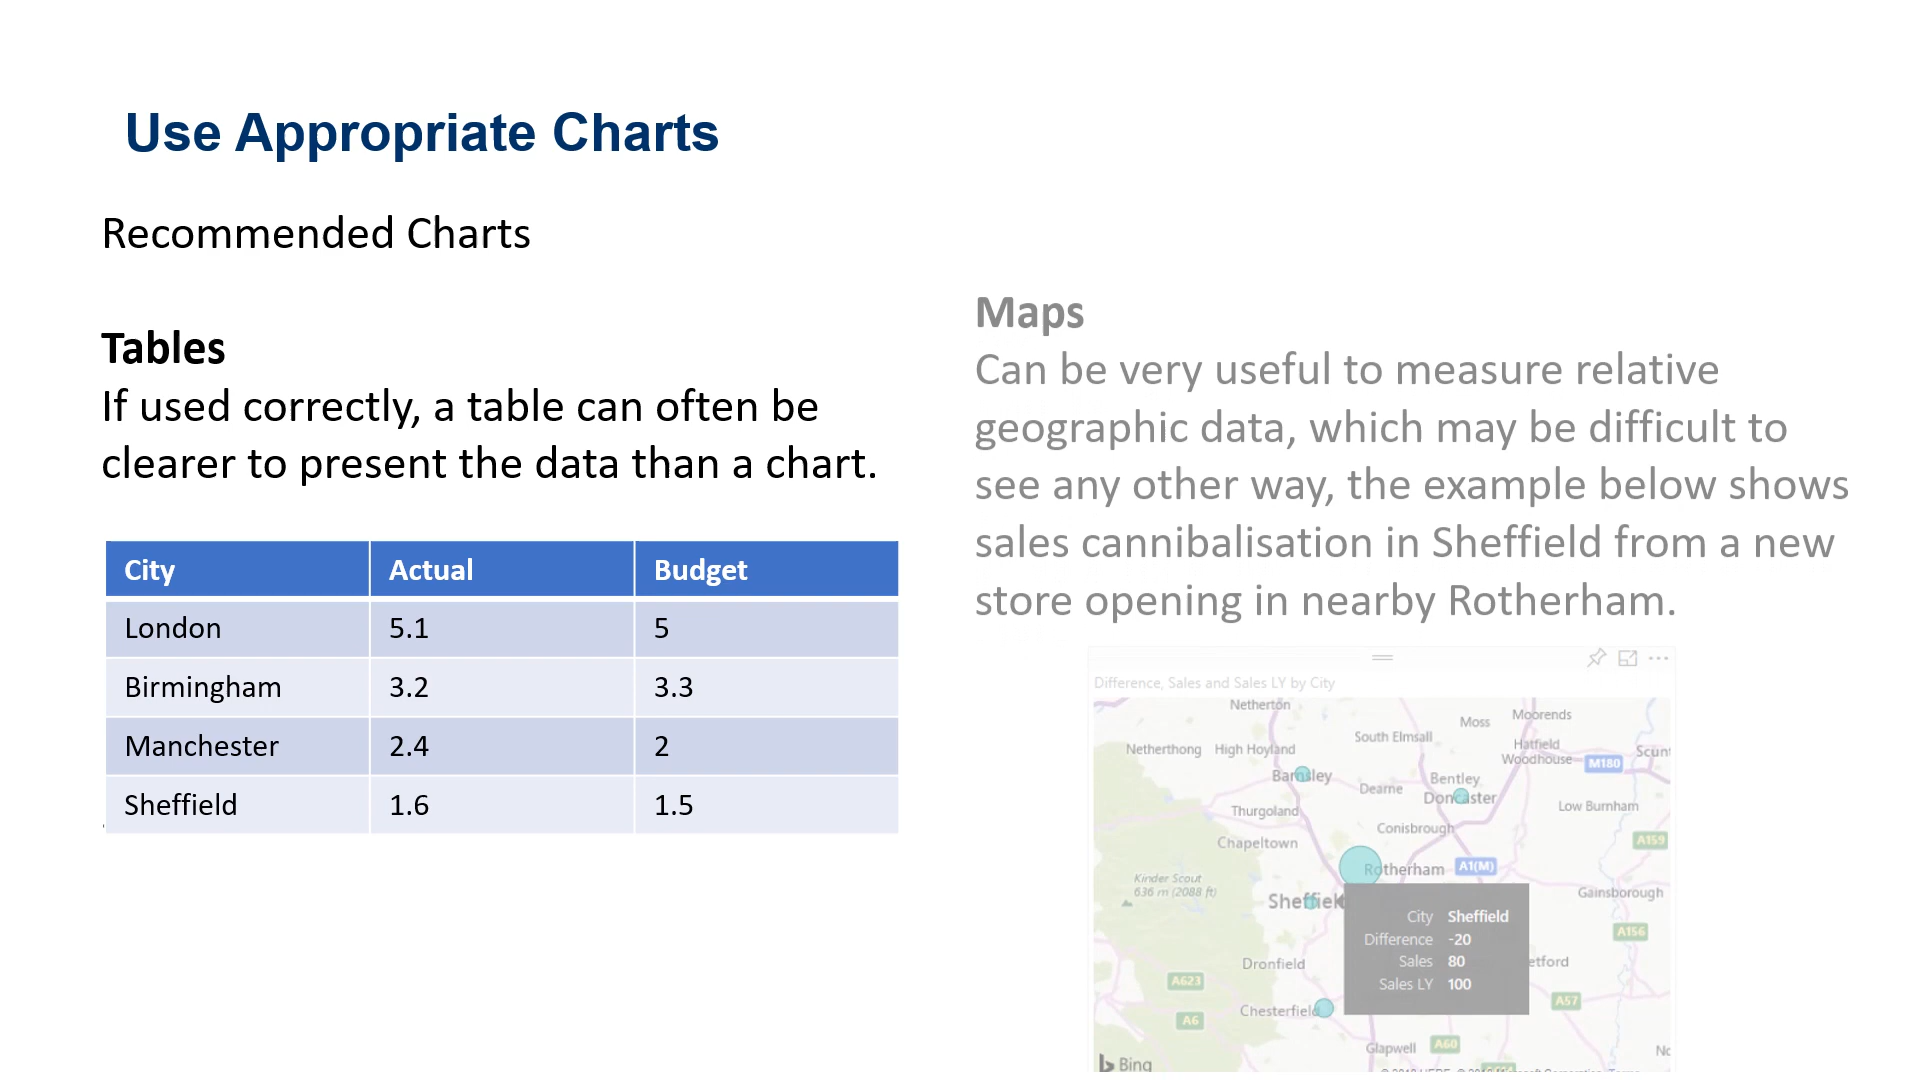 Use Appropriate Charts
Recommended Charts
Tables
If used correctly, a table can often be
clearer to present the data than a chart.
City Actual Budget
London 5.1 5
Birmingham 3.2 3.3
Manchester 2.4 2
Sheffield 1.6 1.5
Maps
Can be very useful to measure relative
geographic data, which may be difficult to
see any other way, the example below shows
sales cannibalisation in Sheffield from a new
store opening in nearby Rotherham.
Difference, Sales and Sales LY by City
Netherton
Moss
Moorends
South Elmsall
Netherthong
High Hoyland
Hatfield
Woodhouse
Scunt
M180
Barnsley
Bentley
Dearne
Doncaster
Thurgoland
Low Burnham
Conisbrough
Chapeltown
A159
Rotherham
A1(M)
Kinder Scout
636 m (2088 ft)
Gainsborough
Sheffiel
City Sheffield
Difference -20
Sales 80
Sales LY 100
A156
Dronfield
etford
A623
A57
Chesterfield
A6
Glapwell
A60
No
Bing